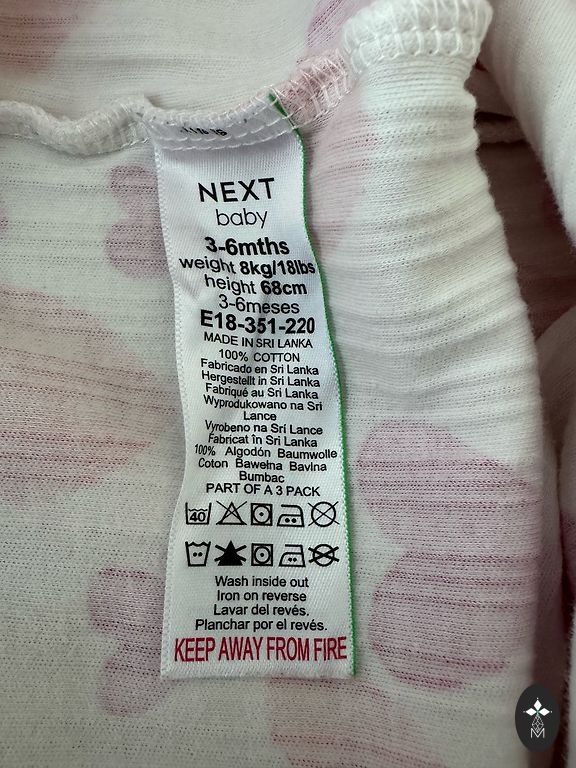 NEXT
baby
3-6mths
weight 8kg/18lbs
height 68cm
3-6meses
E18-351-220
MADE IN SRI LANKA
100% COTTON
Fabricado en Sri Lanka
Hergestellt in Sri Lanka
Fabriqué au Sri Lanka
Wyprodukowano na Sri
Lance
Vyrobeno na Sri Lance
Fabricat în Sri Lanka
100% Algodón Baumwolle
Coton Bawełna Bavlna
Bumbac
PART OF A 3 PACK
40
Wash inside out
Iron on reverse
Lavar del revés.
Planchar por el revés.
KEEP AWAY FROM FIRE
M